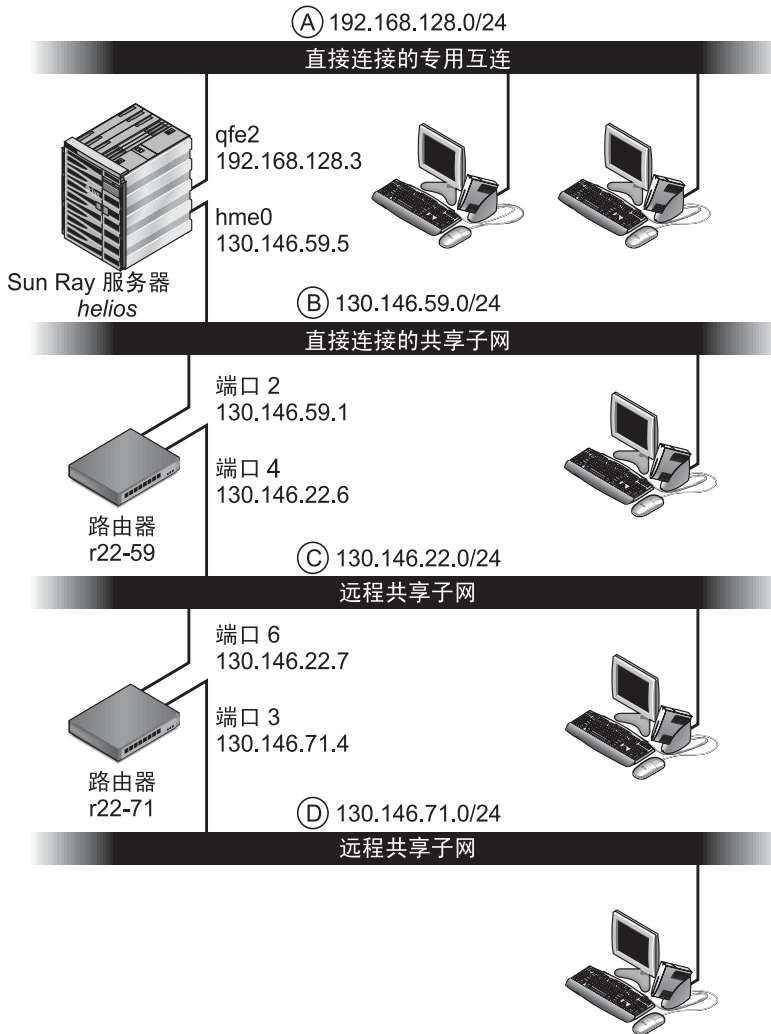 A 192.168.128.0/24
直接连接的专用互连
qfe2
192.168.128.3
hme0
130.146.59.5
Sun Ray 服务器
helios
B 130.146.59.0/24
直接连接的共享子网
端口 2
130.146.59.1
端口 4
130.146.22.6
路由器
r22-59
C 130.146.22.0/24
远程共享子网
端口 6
130.146.22.7
端口 3
130.146.71.4
路由器
r22-71
D 130.146.71.0/24
远程共享子网